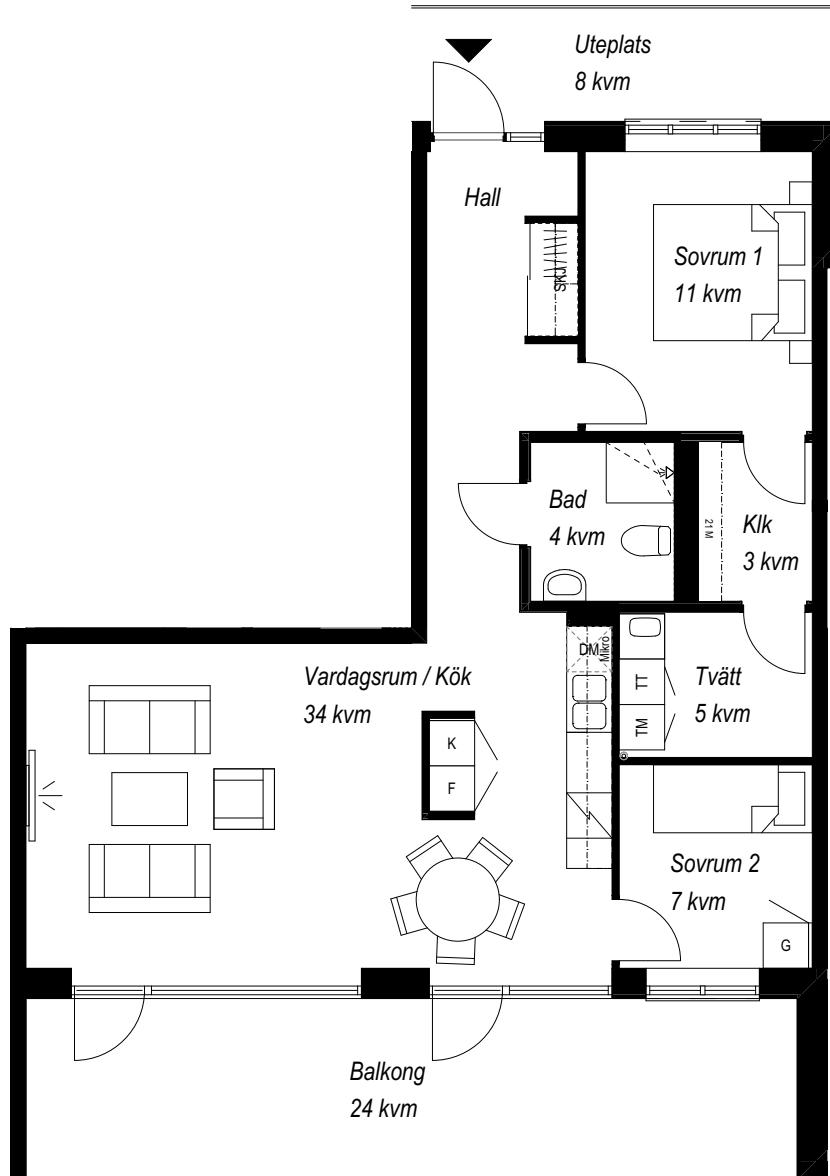 Uteplats
8 kvm
Hall
SKJ
Sovrum 1
11 kvm
Bad
4 kvm
21 M
Klk
3 kvm
Vardagsrum / Kök
34 kvm
DM
Mikro
TT
TM
Tvätt
5 kvm
K
F
Sovrum 2
7 kvm
G
Balkong
24 kvm